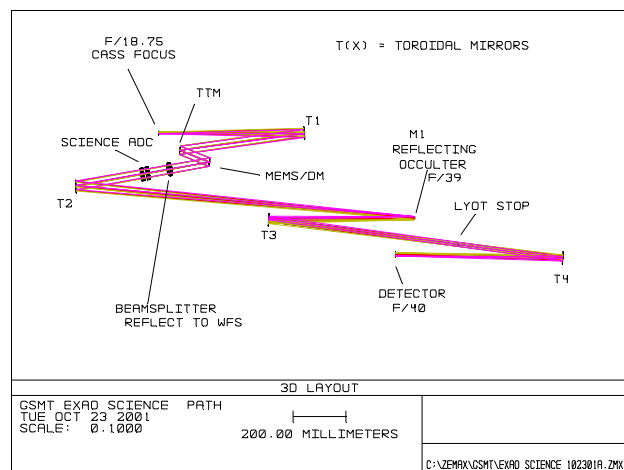 F/18.75
CASS FOCUS
T(X) = TOROIDAL MIRRORS
TTM
T1
SCIENCE ADC
M1
REFLECTING
OCCULTER
F/39
MEMS/DM
T2
LYOT STOP
T3
T4
DETECTOR
F/40
BEAMSPLITTER
REFLECT TO WFS
3D LAYOUT
GSMT EXAO SCIENCE PATH
TUE OCT 23 2001
SCALE: 0.1000
200.00 MILLIMETERS
C:\ZEMAX\GSMT\EXAO SCIENCE 102301A.ZMX